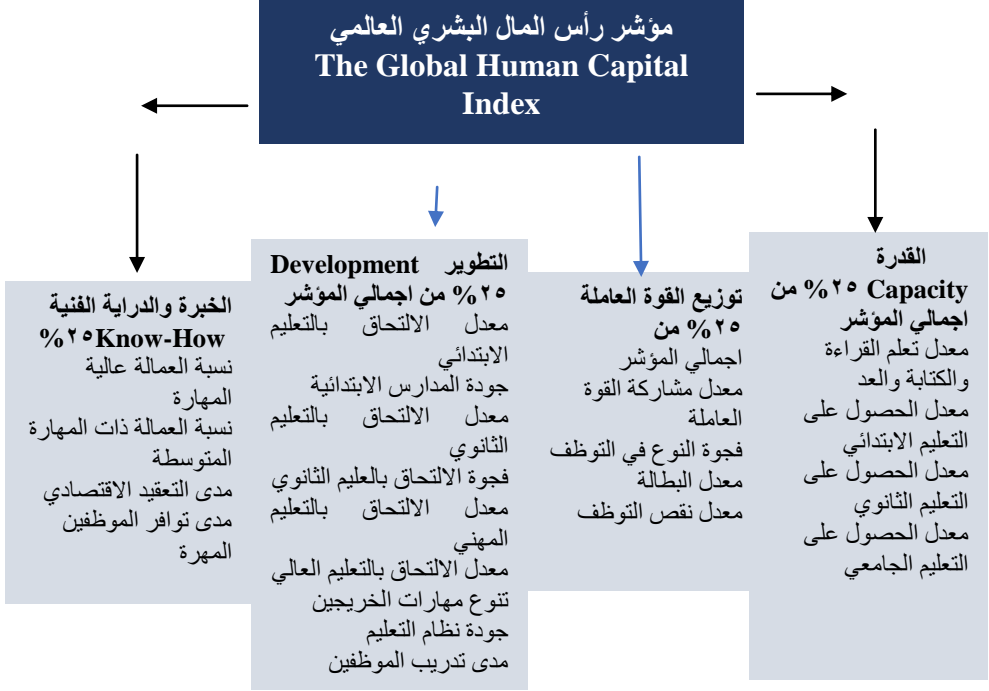 مؤشر رأس المال البشري العالمي
The Global Human Capital
Index
القدرة
Capacity ٢٥% من
اجمالي المؤشر
معدل تعلم القراءة
والكتابة والعد
معدل الحصول على
التعليم الابتدائي
معدل الحصول على
التعليم الثانوي
معدل الحصول على
التعليم الجامعي
توزيع القوة العاملة
٢٥% من
اجمالي المؤشر
معدل مشاركة القوة
العاملة
فجوة النوع في التوظف
معدل البطالة
معدل نقص التوظف
التطوير Development
٢٥% من اجمالي المؤشر
معدل الالتحاق بالتعليم
الابتدائي
جودة المدارس الابتدائية
معدل الالتحاق بالتعليم
الثانوي
فجوة الالتحاق بالعليم الثانوي
معدل الالتحاق بالتعليم
المهني
معدل الالتحاق بالتعليم العالي
تنوع مهارات الخريجين
جودة نظام التعليم
مدى تدريب الموظفين
الخبرة والدراية الفنية
Know-How٢٥%
نسبة العمالة عالية
المهارة
نسبة العمالة ذات المهارة
المتوسطة
مدى التعقيد الاقتصادي
مدى توافر الموظفين
المهرة